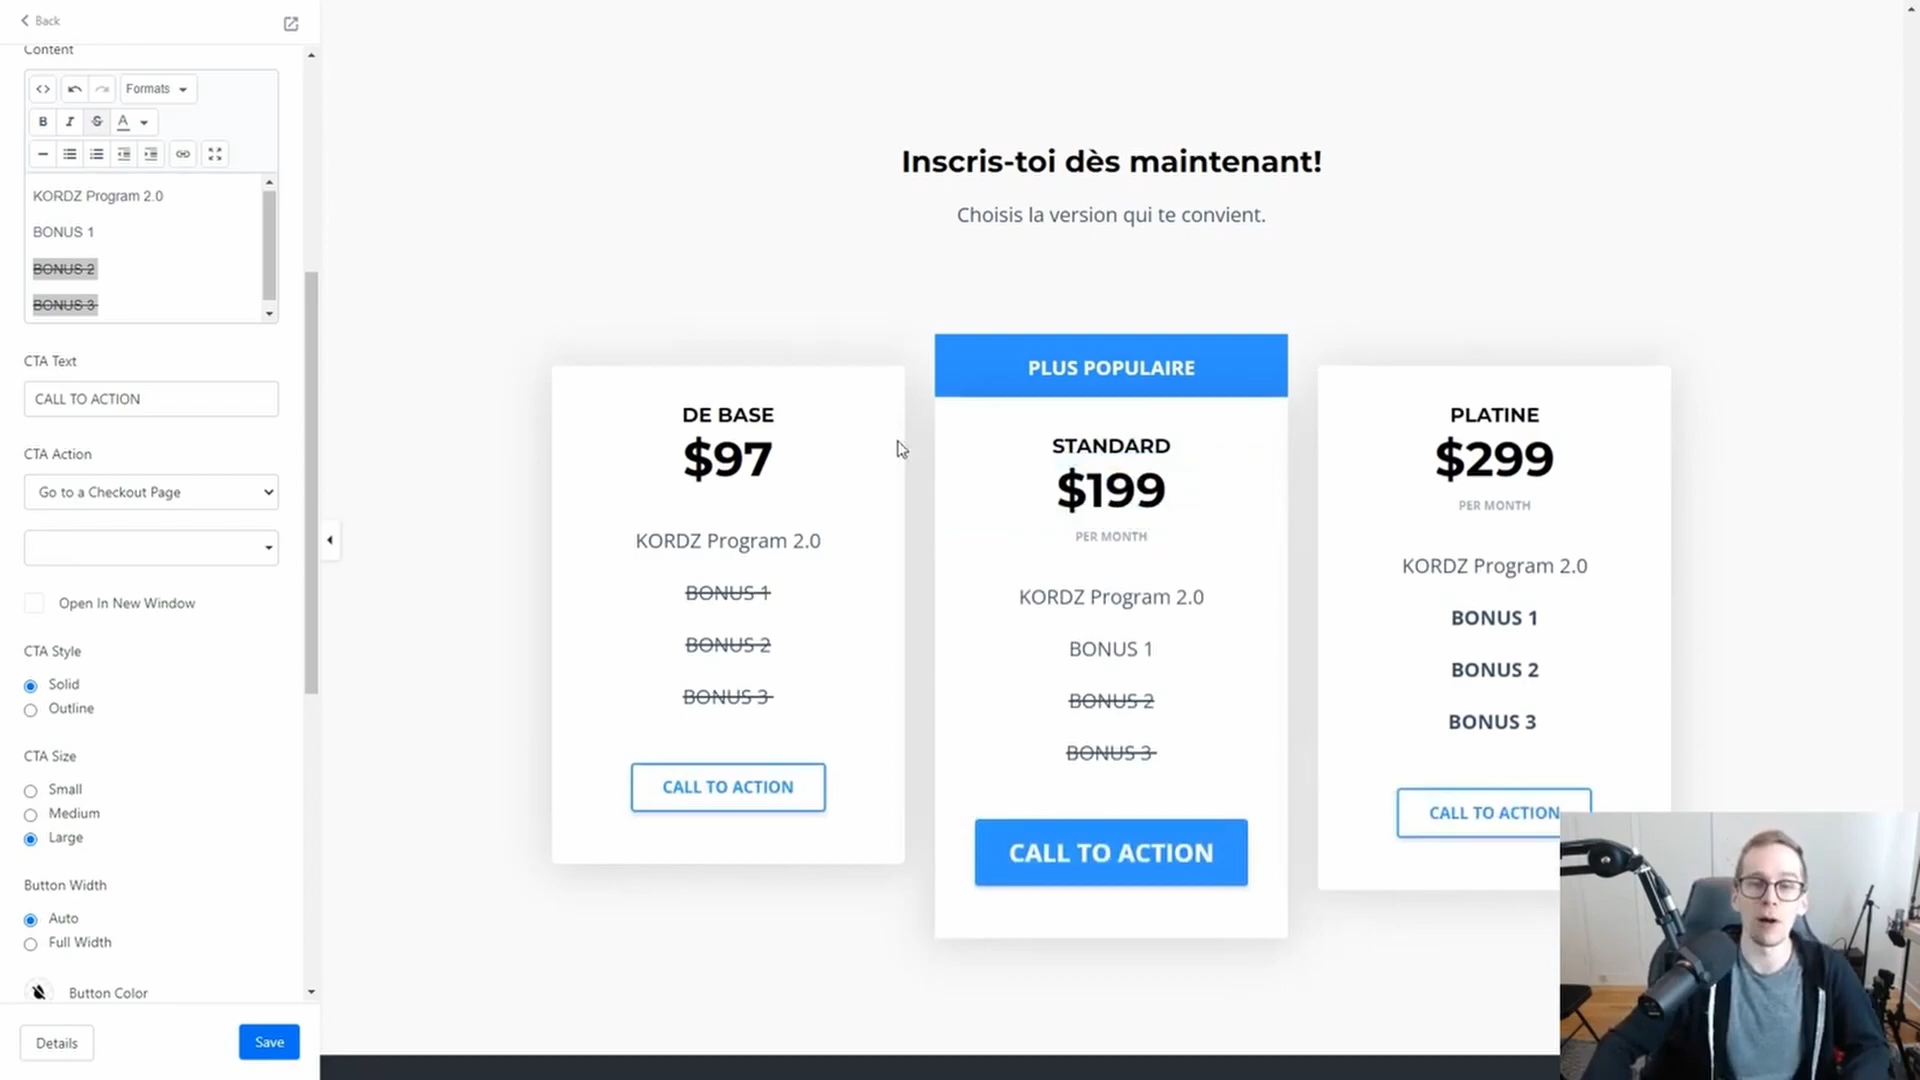 Back
Content
Formats
B I S A
KORDZ Program 2.0
BONUS 1
BONUS 2
BONUS 3
CTA Text
CALL TO ACTION
CTA Action
Go to a Checkout Page
Open In New Window
CTA Style
Solid
Outline
CTA Size
Small
Medium
Large
Button Width
Auto
Full Width
Button Color
Details
Save
Inscris-toi dès maintenant!
Choisis la version qui te convient.
DE BASE
$97
KORDZ Program 2.0
BONUS 1
BONUS 2
BONUS 3
CALL TO ACTION
PLUS POPULAIRE
STANDARD
$199
PER MONTH
KORDZ Program 2.0
BONUS 1
BONUS 2
BONUS 3
CALL TO ACTION
PLATINE
$299
PER MONTH
KORDZ Program 2.0
BONUS 1
BONUS 2
BONUS 3
CALL TO ACTION